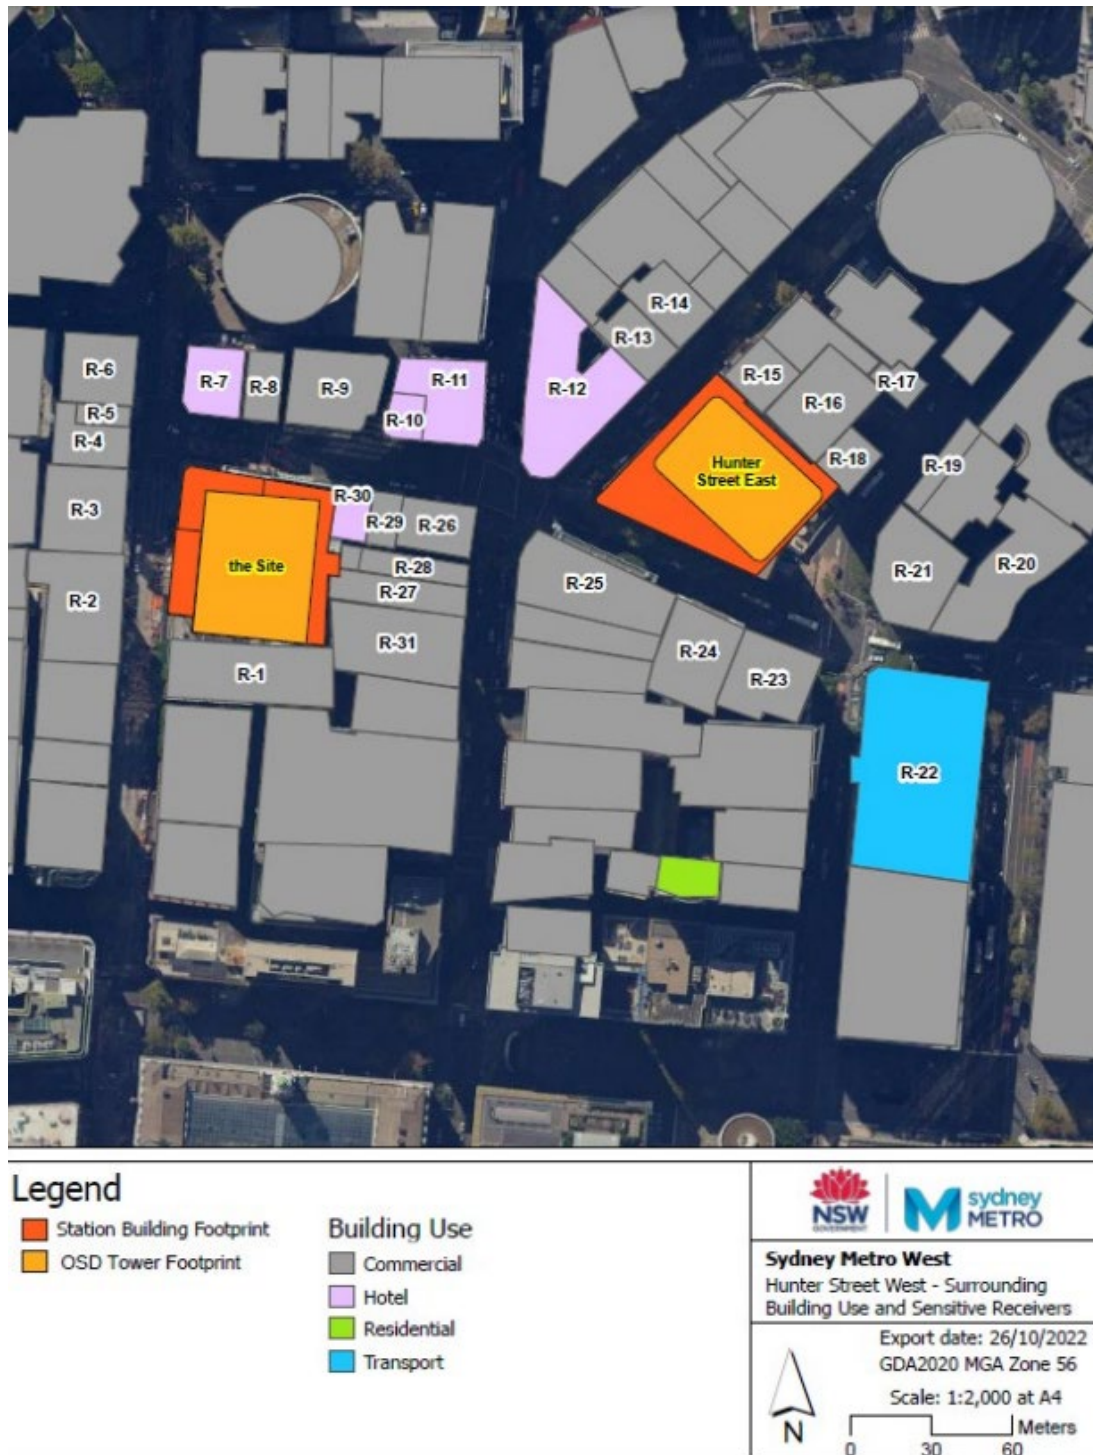 R-14
R-13
R-6
R-7
R-8
R-9
R-11
R-12
R-15
R-17
R-5
R-10
R-16
R-4
R-18
Hunter
Street East
R-19
R-3
R-30
R-29
R-26
the Site
R-28
R-25
R-21
R-20
R-2
R-27
R-31
R-24
R-1
R-23
R-22
Legend
Station Building Footprint
OSD Tower Footprint
Building Use
Commercial
Hotel
Residential
Transport
NSW
GOVERNMENT
sydney
METRO
Sydney Metro West
Hunter Street West - Surrounding
Building Use and Sensitive Receivers
Export date: 26/10/2022
GDA2020 MGA Zone 56
Scale: 1:2,000 at A4
Meters
N
0 30 60